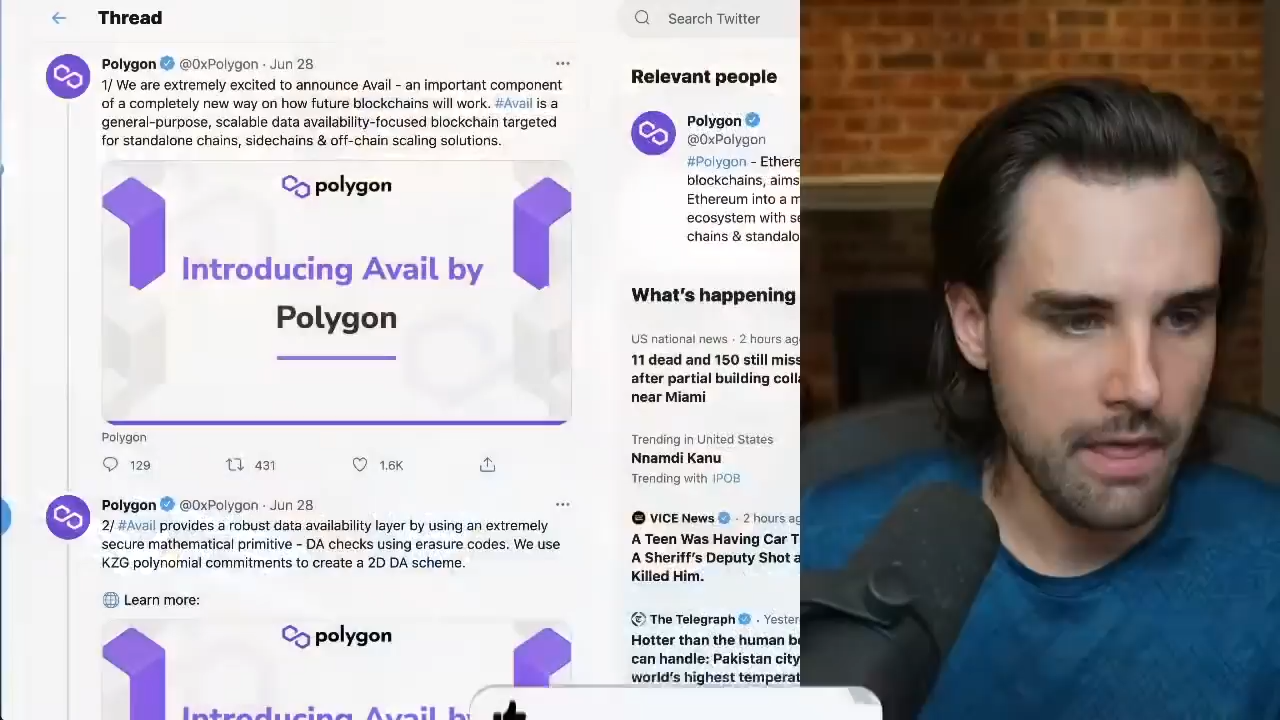 Thread
Search Twitter
Polygon @0xPolygon · Jun 28
1/ We are extremely excited to announce Avail - an important component
of a completely new way on how future blockchains will work. #Avail is a
general-purpose, scalable data availability-focused blockchain targeted
for standalone chains, sidechains & off-chain scaling solutions.
polygon
Introducing Avail by
Polygon
Polygon
129 431 1.6K
Polygon @0xPolygon · Jun 28
2/ #Avail provides a robust data availability layer by using an extremely
secure mathematical primitive - DA checks using erasure codes. We use
KZG polynomial commitments to create a 2D DA scheme.
Learn more:
polygon
Introducing Avail by
Relevant people
Polygon
@0xPolygon
#Polygon - Ethere
blockchains, aims
Ethereum into a m
ecosystem with se
chains & standalo
What's happening
US national news · 2 hours ag
11 dead and 150 still miss
after partial building colla
near Miami
Trending in United States
Nnamdi Kanu
Trending with IPOB
VICE News · 2 hours ag
A Teen Was Having Car T
A Sheriff's Deputy Shot a
Killed Him.
The Telegraph · Yester
Hotter than the human bo
can handle: Pakistan city
world's highest temperat